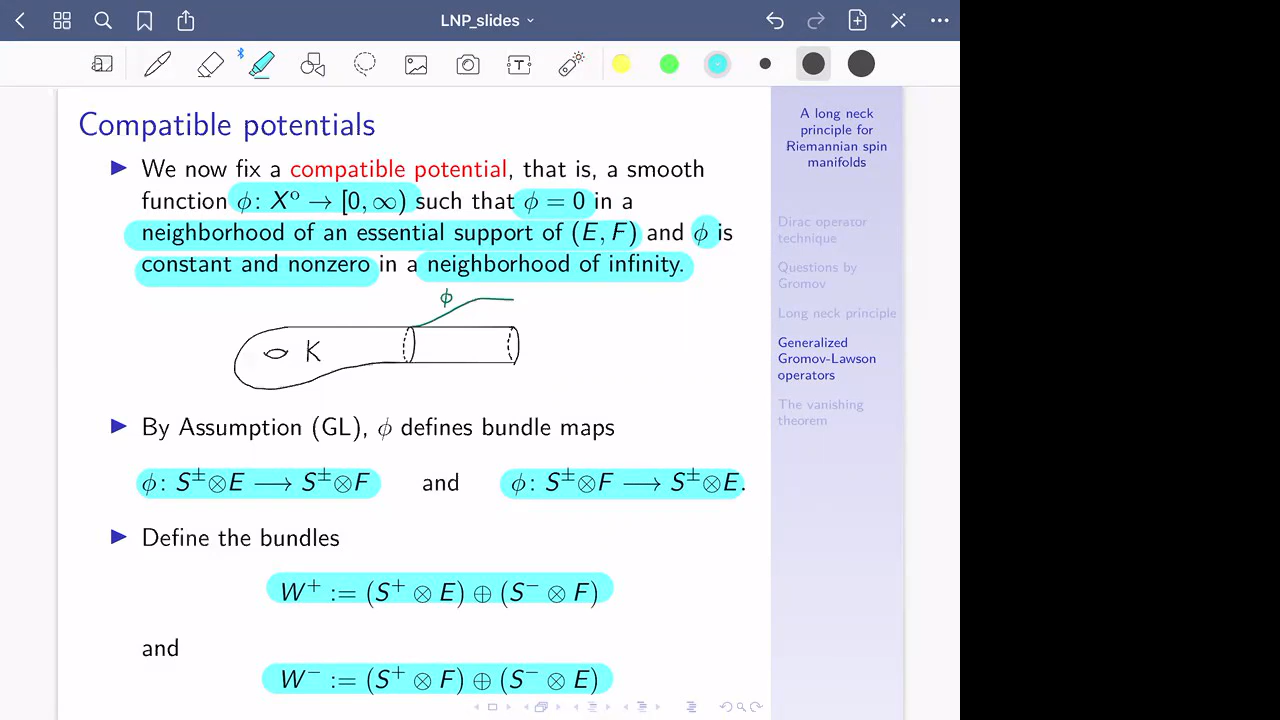 LNP_slides
Compatible potentials
▶ We now fix a compatible potential, that is, a smooth
function ϕ: Xᵒ → [0, ∞) such that ϕ = 0 in a
neighborhood of an essential support of (E, F) and ϕ is
constant and nonzero in a neighborhood of infinity.
ϕ
K
▶ By Assumption (GL), ϕ defines bundle maps
ϕ: S±⊗E ⟶ S±⊗F and ϕ: S±⊗F ⟶ S±⊗E.
▶ Define the bundles
W⁺ := (S⁺ ⊗ E) ⊕ (S⁻ ⊗ F)
and
W⁻ := (S⁺ ⊗ F) ⊕ (S⁻ ⊗ E)
A long neck
principle for
Riemannian spin
manifolds
Dirac operator
technique
Questions by
Gromov
Long neck principle
Generalized
Gromov-Lawson
operators
The vanishing
theorem